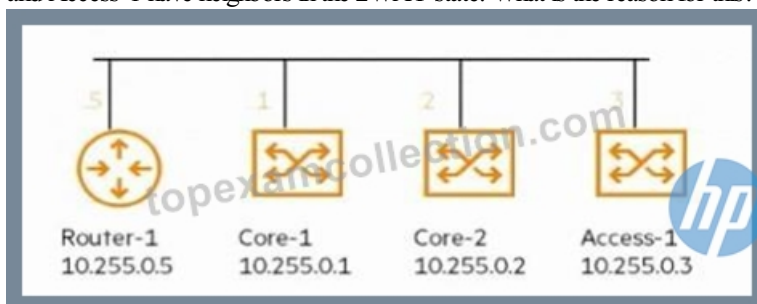 and Access-1 have neighbors in the 2WAY state. What is the reason for this?
.5 1 2 3
topexamcollection.com
hp
Router-1 Core-1 Core-2 Access-1
10.255.0.5 10.255.0.1 10.255.0.2 10.255.0.3